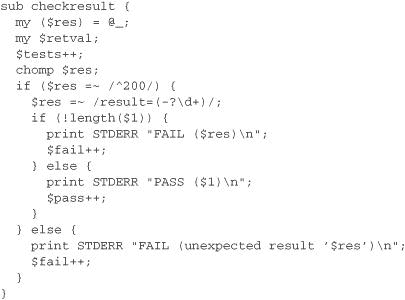 sub checkresult {
  my ($res) = @_;
  my $retval;
  $tests++;
  chomp $res;
  if ($res =~ /^200/) {
    $res =~ /result=(-?\d+)/;
    if (!length($1)) {
      print STDERR "FAIL ($res)\n";
      $fail++;
    } else {
      print STDERR "PASS ($1)\n";
      $pass++;
    }
  } else {
    print STDERR "FAIL (unexpected result ’$res’)\n";
    $fail++;
  }
}